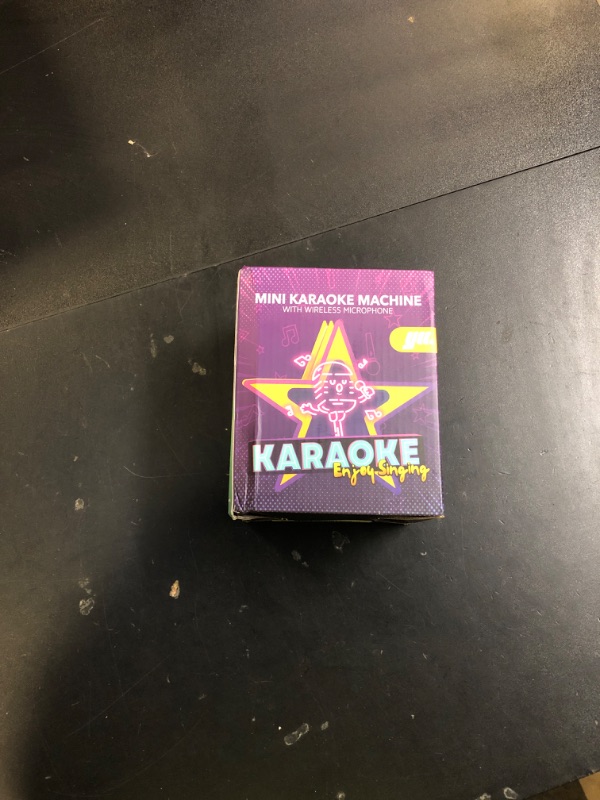 MINI KARAOKE MACHINE
WITH WIRELESS MICROPHONE
KARAOKE
Enjoy Singing